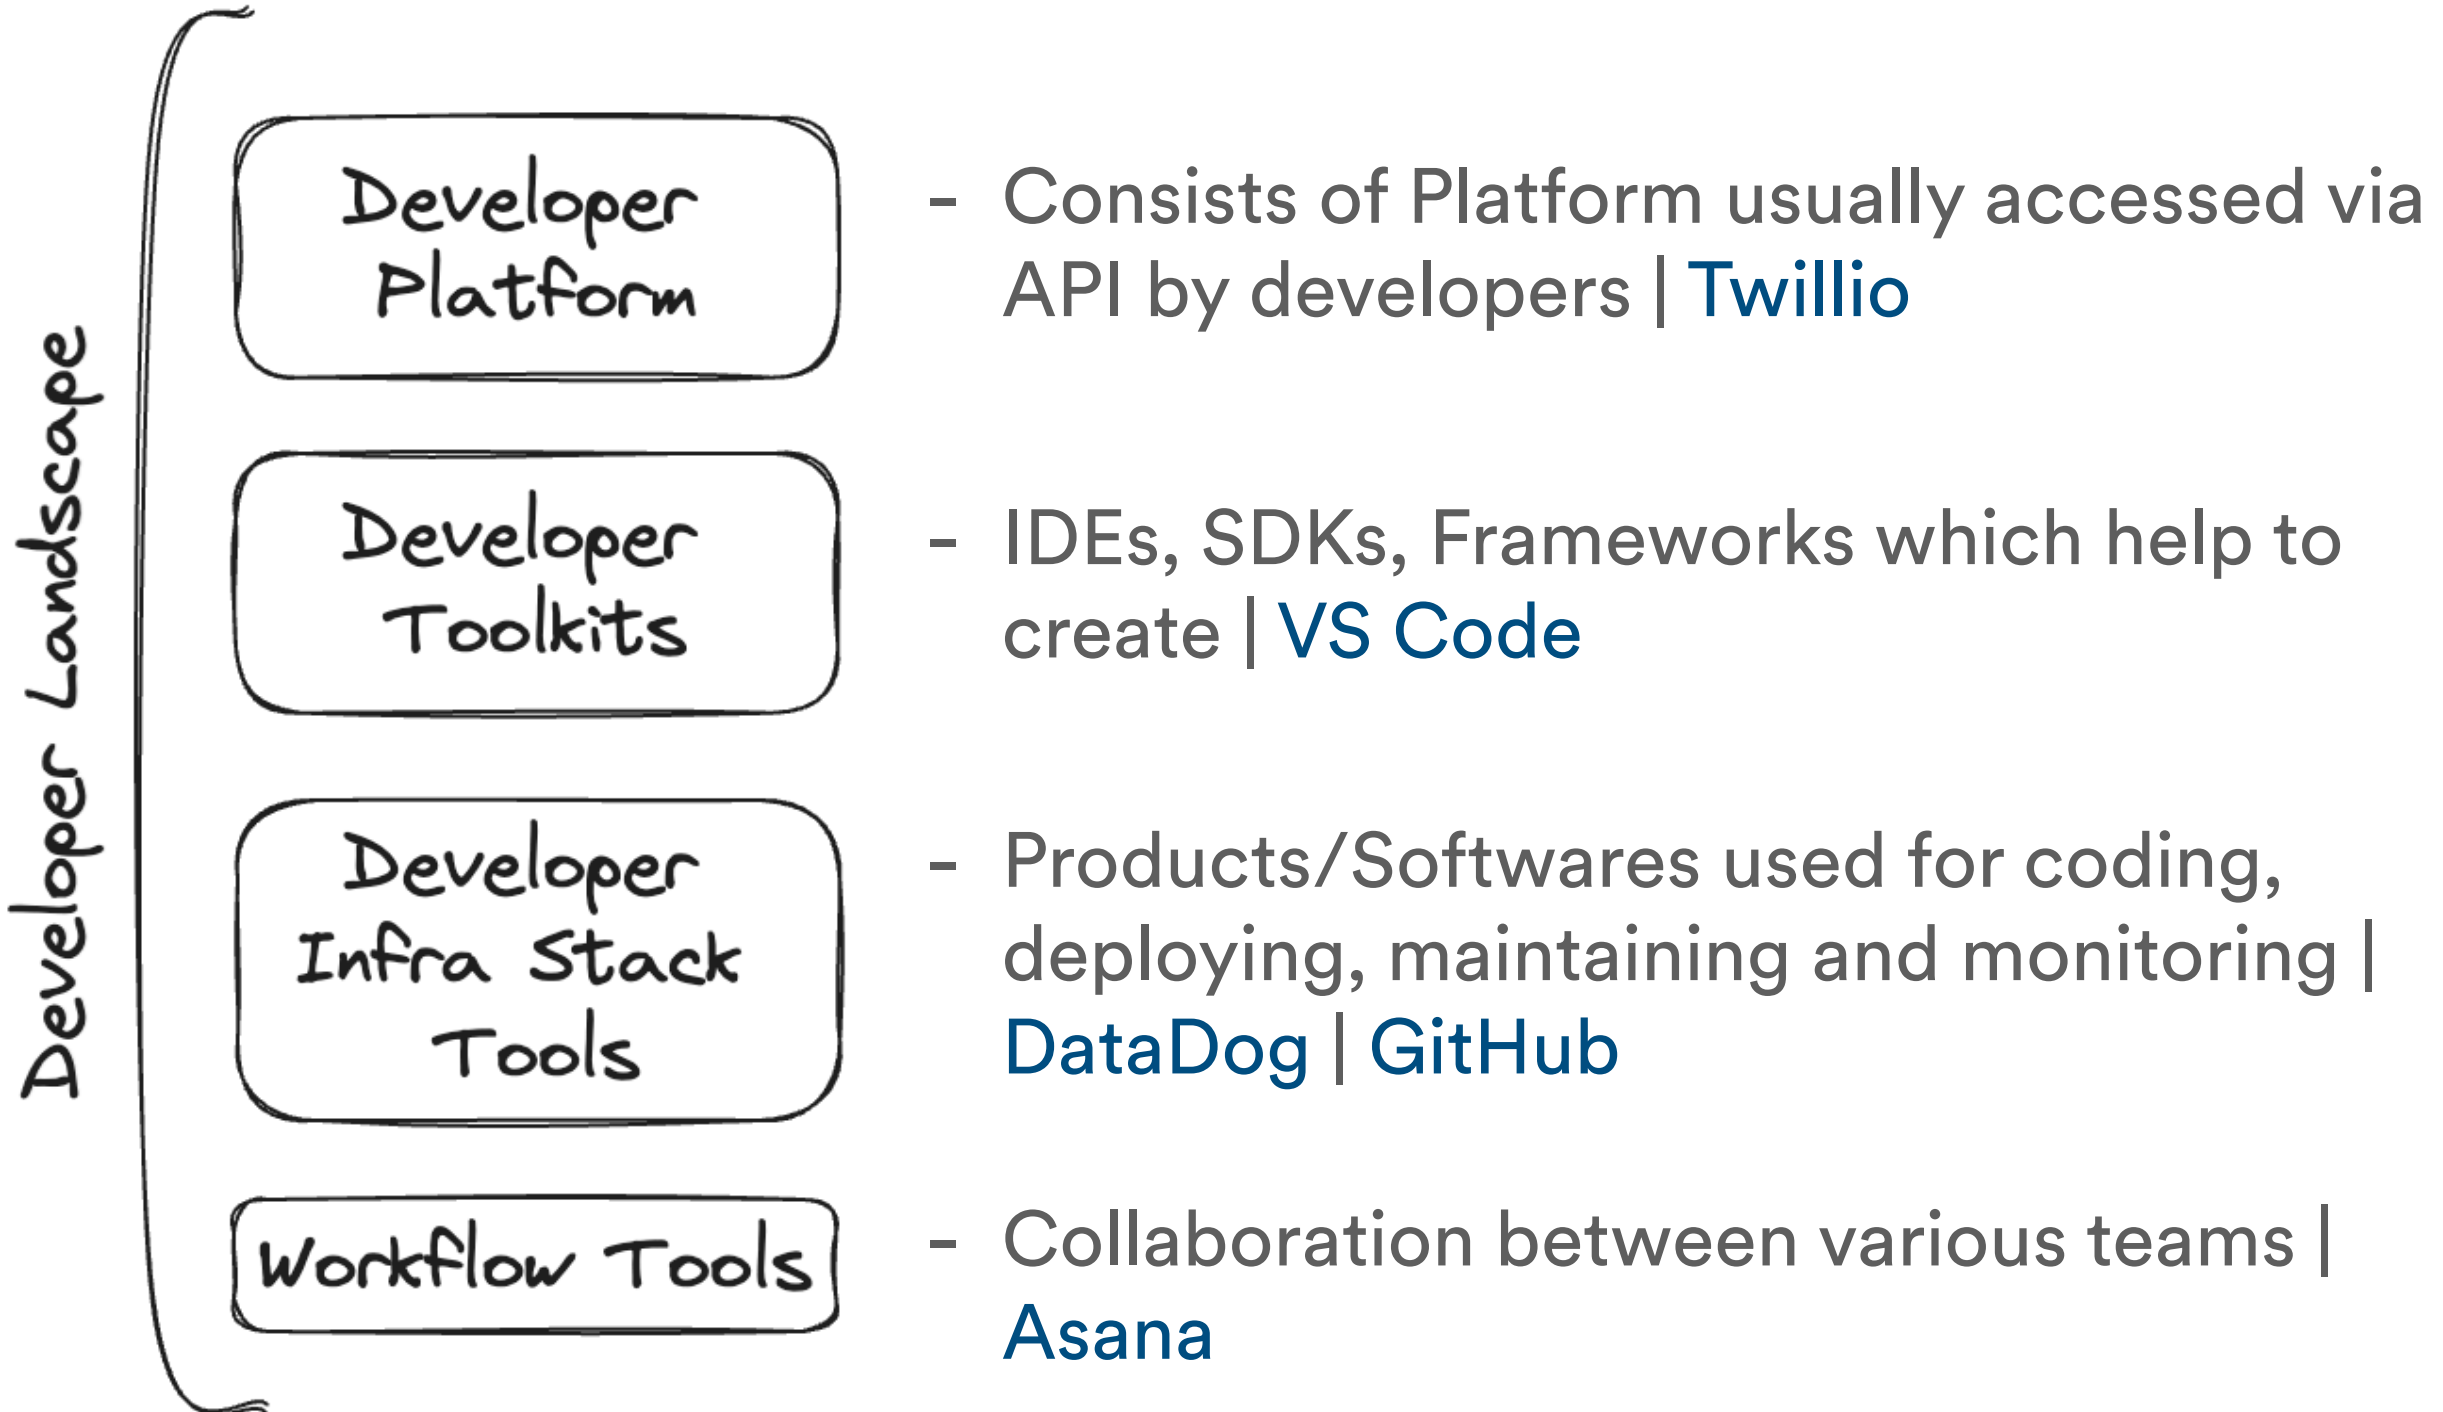 Developer Landscape
Developer
Platform
- Consists of Platform usually accessed via
API by developers | Twillio
Developer
Toolkits
- IDEs, SDKs, Frameworks which help to
create | VS Code
Developer
Infra Stack
Tools
- Products/Softwares used for coding,
deploying, maintaining and monitoring |
DataDog | GitHub
Workflow Tools
- Collaboration between various teams |
Asana